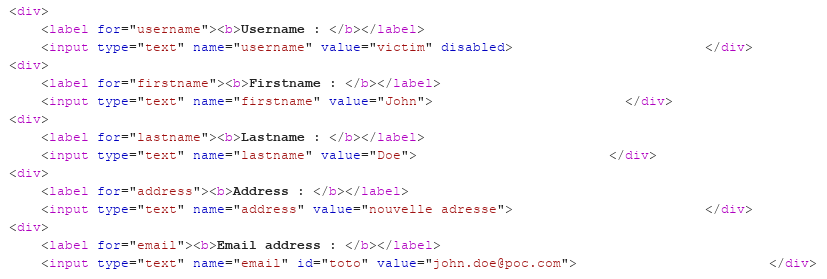 <div>
<label for="username"><b>Username : </b></label>
<input type="text" name="username" value="victim" disabled> </div>
<div>
<label for="firstname"><b>Firstname : </b></label>
<input type="text" name="firstname" value="John"> </div>
<div>
<label for="lastname"><b>Lastname : </b></label>
<input type="text" name="lastname" value="Doe"> </div>
<div>
<label for="address"><b>Address : </b></label>
<input type="text" name="address" value="nouvelle adresse"> </div>
<div>
<label for="email"><b>Email address : </b></label>
<input type="text" name="email" id="toto" value="john.doe@poc.com"> </div>